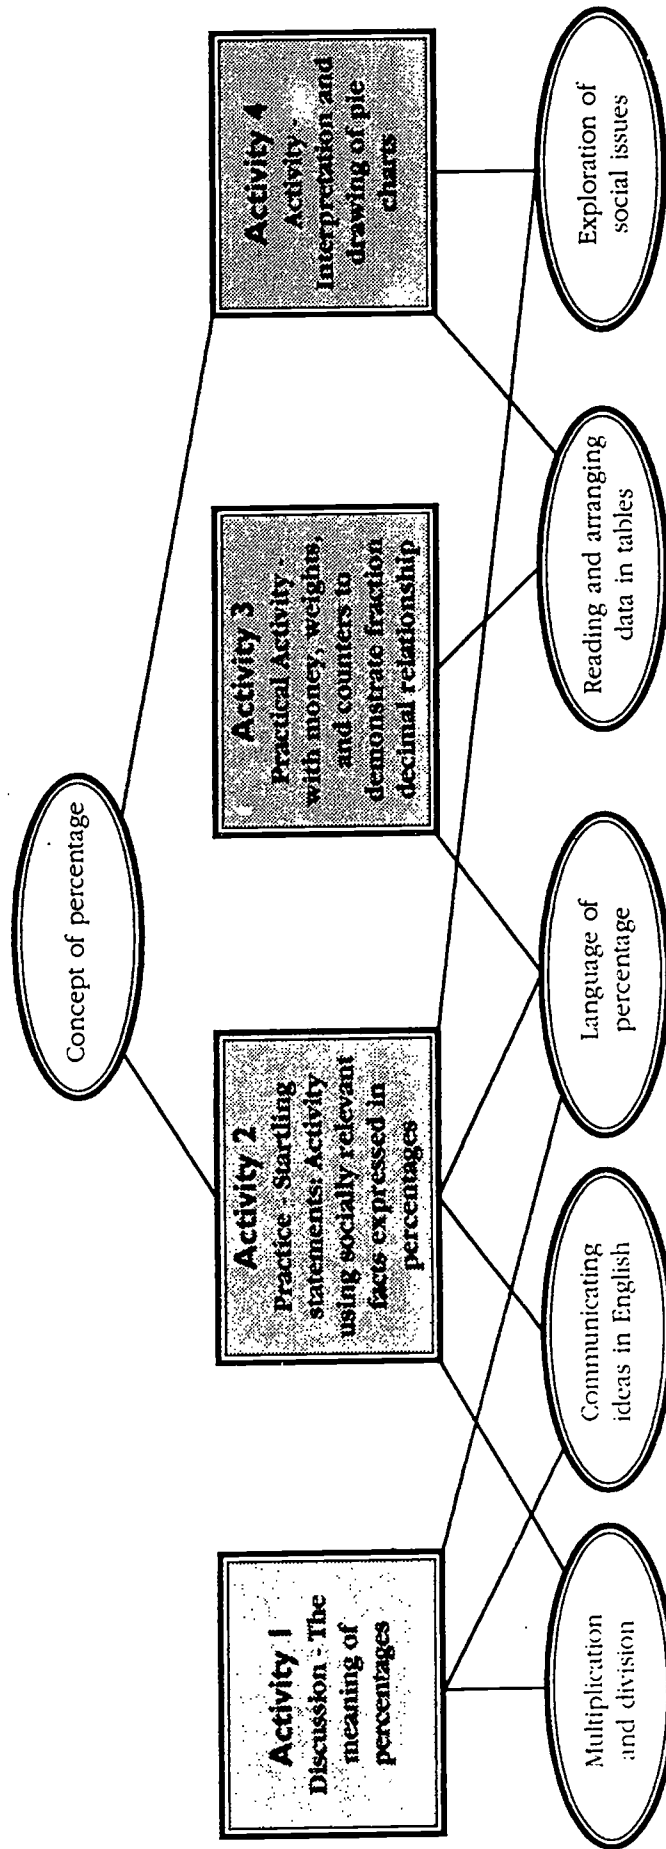 Concept of percentage
Activity 1
Discussion - The
meaning of
percentages
Activity 2
Practice - Startling
statements: Activity
using socially relevant
facts expressed in
percentages
Activity 3
Practical Activity -
with money, weights,
and counters to
demonstrate fraction
decimal relationship
Activity 4
Activity -
Interpretation and
drawing of pie
charts
Multiplication
and division
Communicating
ideas in English
Language of
percentage
Reading and arranging
data in tables
Exploration of
social issues